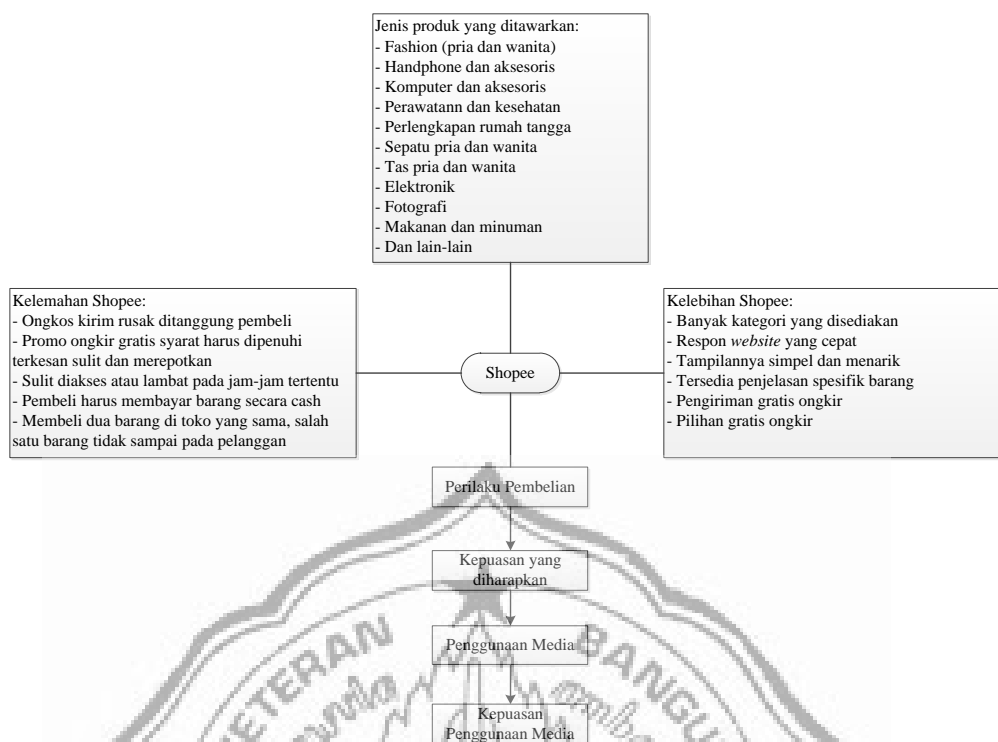 Jenis produk yang ditawarkan:
- Fashion (pria dan wanita)
- Handphone dan aksesoris
- Komputer dan aksesoris
- Perawatann dan kesehatan
- Perlengkapan rumah tangga
- Sepatu pria dan wanita
- Tas pria dan wanita
- Elektronik
- Fotografi
- Makanan dan minuman
- Dan lain-lain
Kelemahan Shopee:
- Ongkos kirim rusak ditanggung pembeli
- Promo ongkir gratis syarat harus dipenuhi
terkesan sulit dan merepotkan
- Sulit diakses atau lambat pada jam-jam tertentu
- Pembeli harus membayar barang secara cash
- Membeli dua barang di toko yang sama, salah
satu barang tidak sampai pada pelanggan
Shopee
Kelebihan Shopee:
- Banyak kategori yang disediakan
- Respon website yang cepat
- Tampilannya simpel dan menarik
- Tersedia penjelasan spesifik barang
- Pengiriman gratis ongkir
- Pilihan gratis ongkir
Perilaku Pembelian
Kepuasan yang
diharapkan
Penggunaan Media
Kepuasan
Penggunaan Media